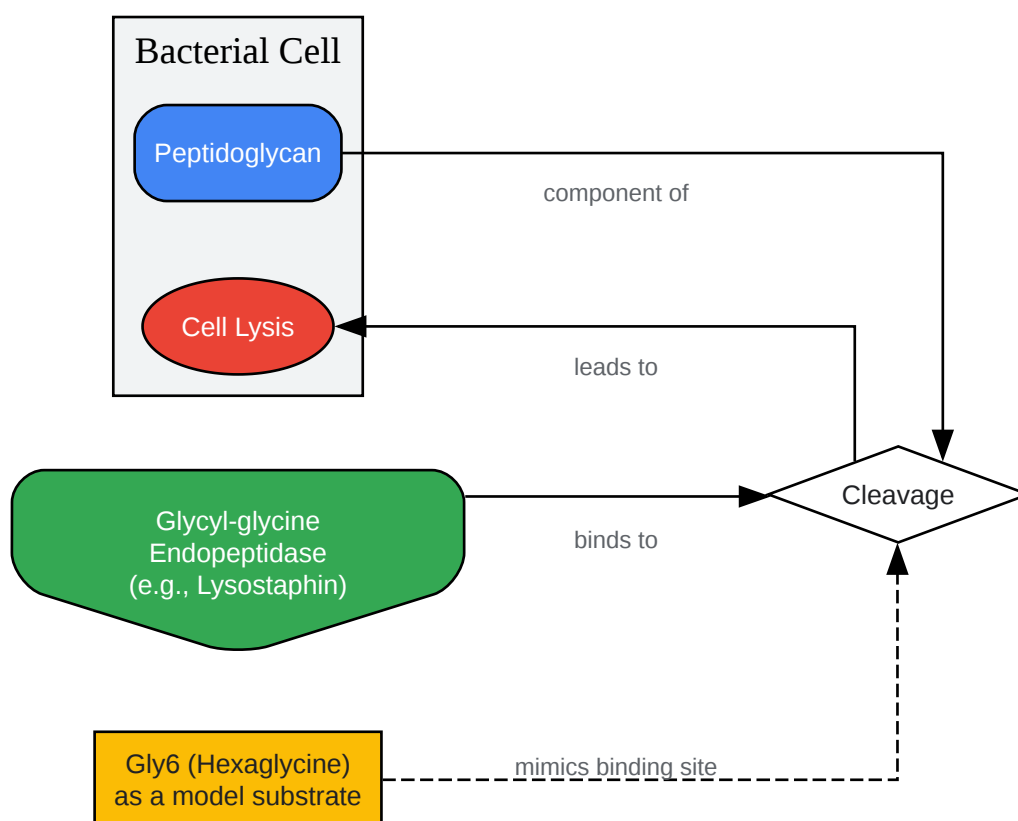 Bacterial Cell
Peptidoglycan
component of
Cell Lysis
leads to
Glycyl-glycine
Endopeptidase
(e.g., Lysostaphin)
binds to
Cleavage
Gly6 (Hexaglycine)
as a model substrate
mimics binding site